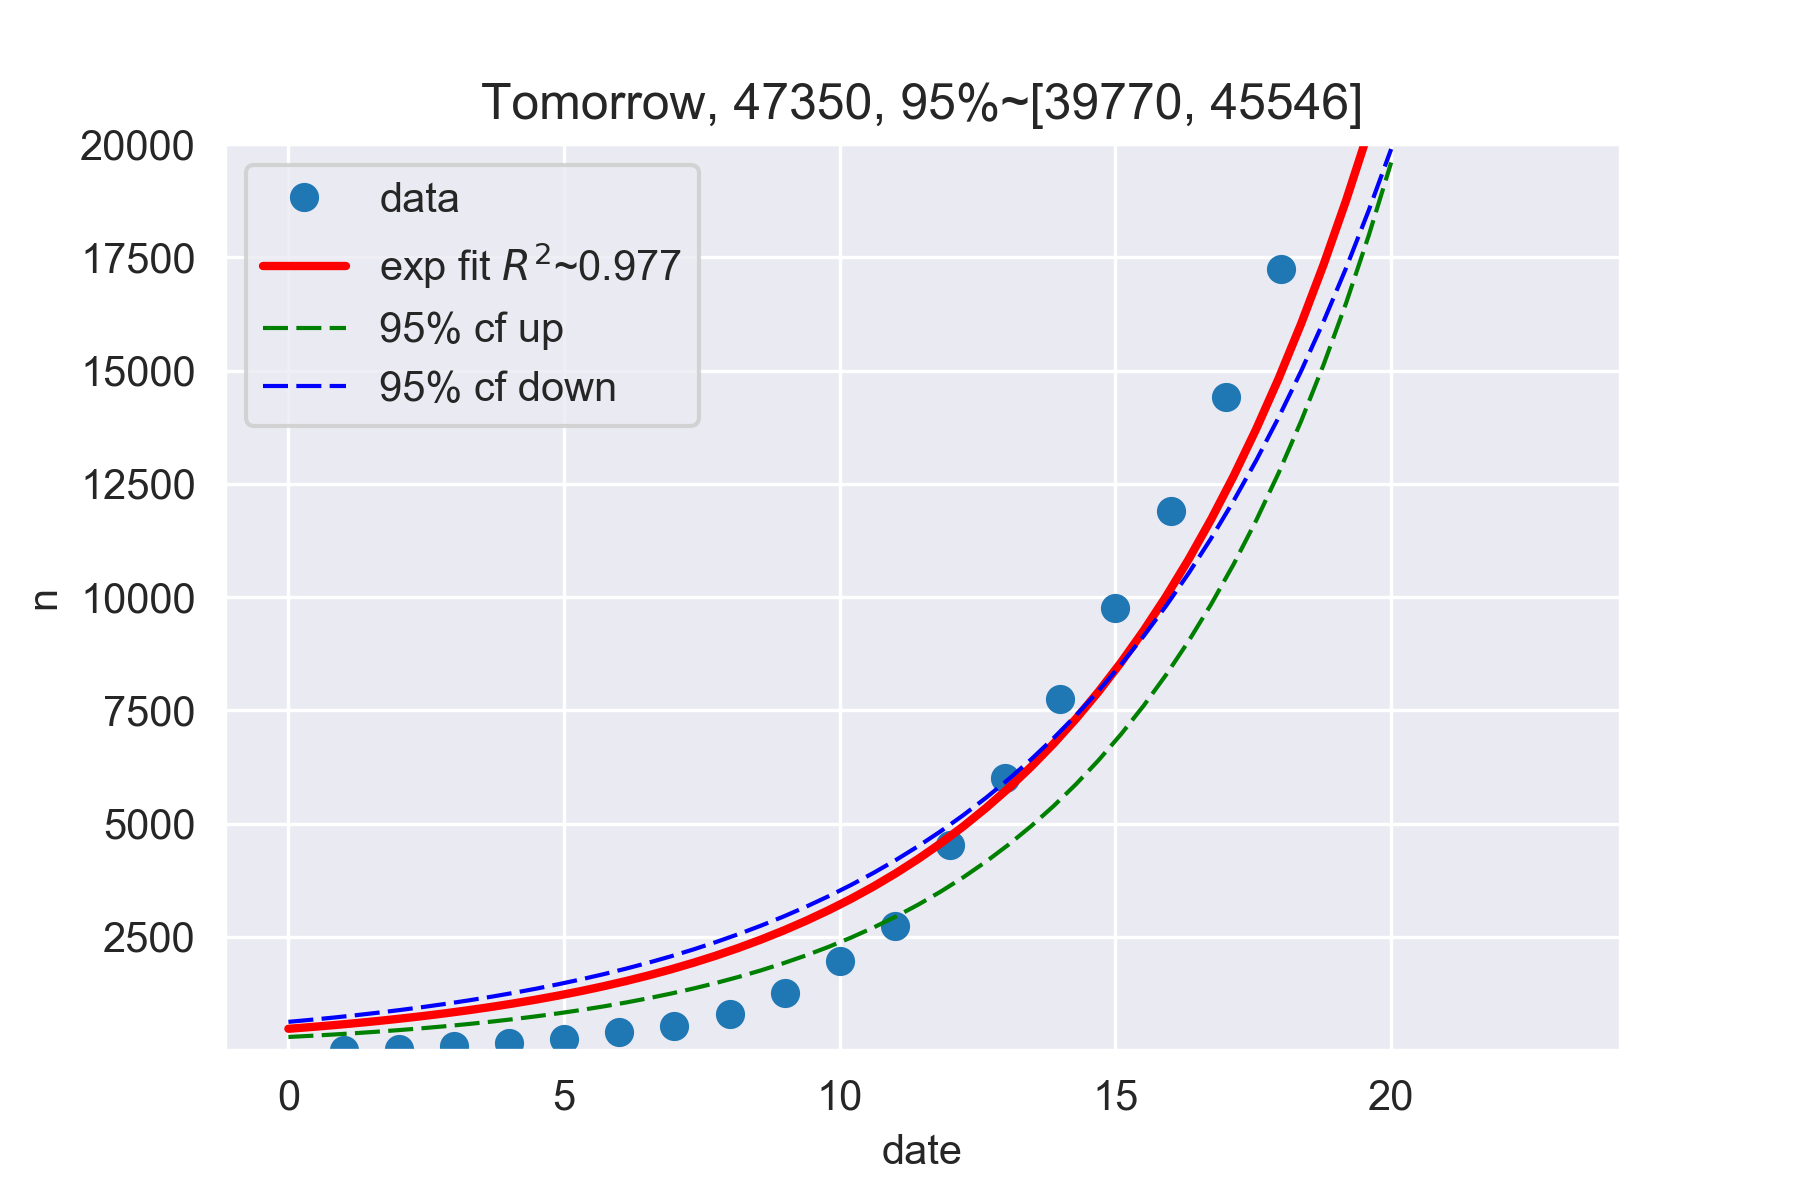 Tomorrow, 47350, 95%~[39770, 45546]
20000
17500
15000
12500
10000
7500
5000
2500
n
data
exp fit R²~0.977
95% cf up
95% cf down
0 5 10 15 20
date